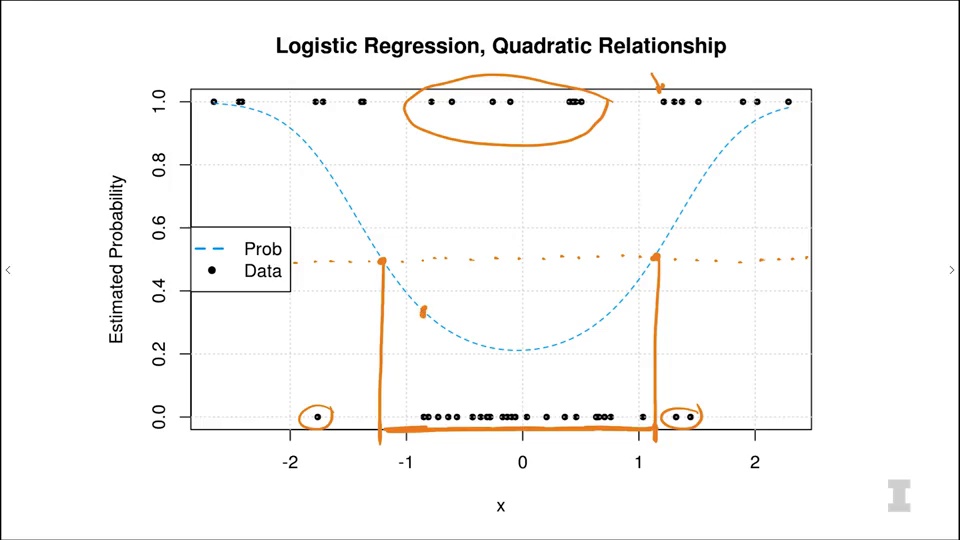 Logistic Regression, Quadratic Relationship
Estimated Probability
1.0
0.8
0.6
0.4
0.2
0.0
Prob
Data
-2 -1 0 1 2
x
I